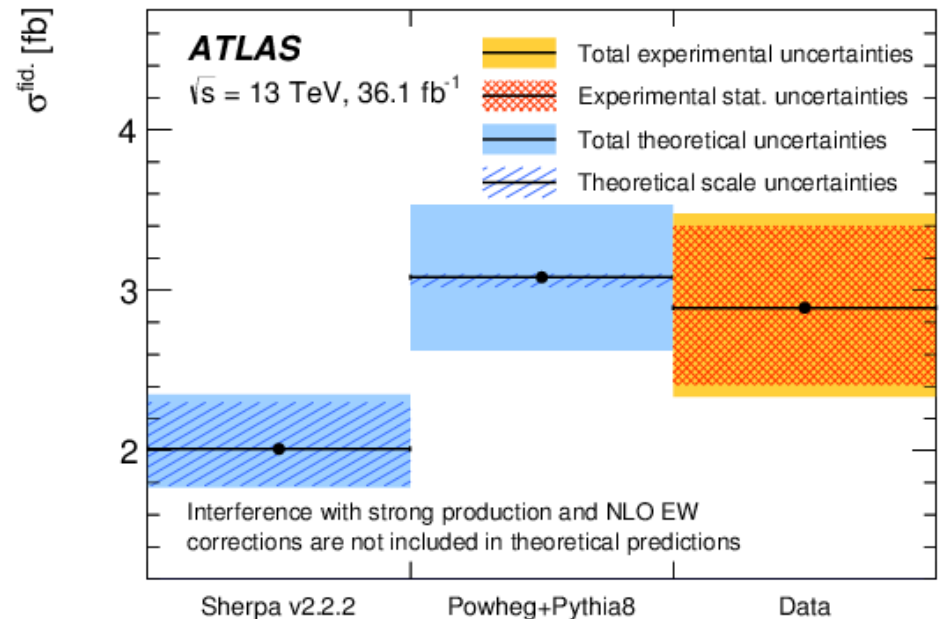 σfid. [fb]
ATLAS
√s = 13 TeV, 36.1 fb-1
Total experimental uncertainties
Experimental stat. uncertainties
Total theoretical uncertainties
Theoretical scale uncertainties
4
3
2
Interference with strong production and NLO EW
corrections are not included in theoretical predictions
Sherpa v2.2.2
Powheg+Pythia8
Data